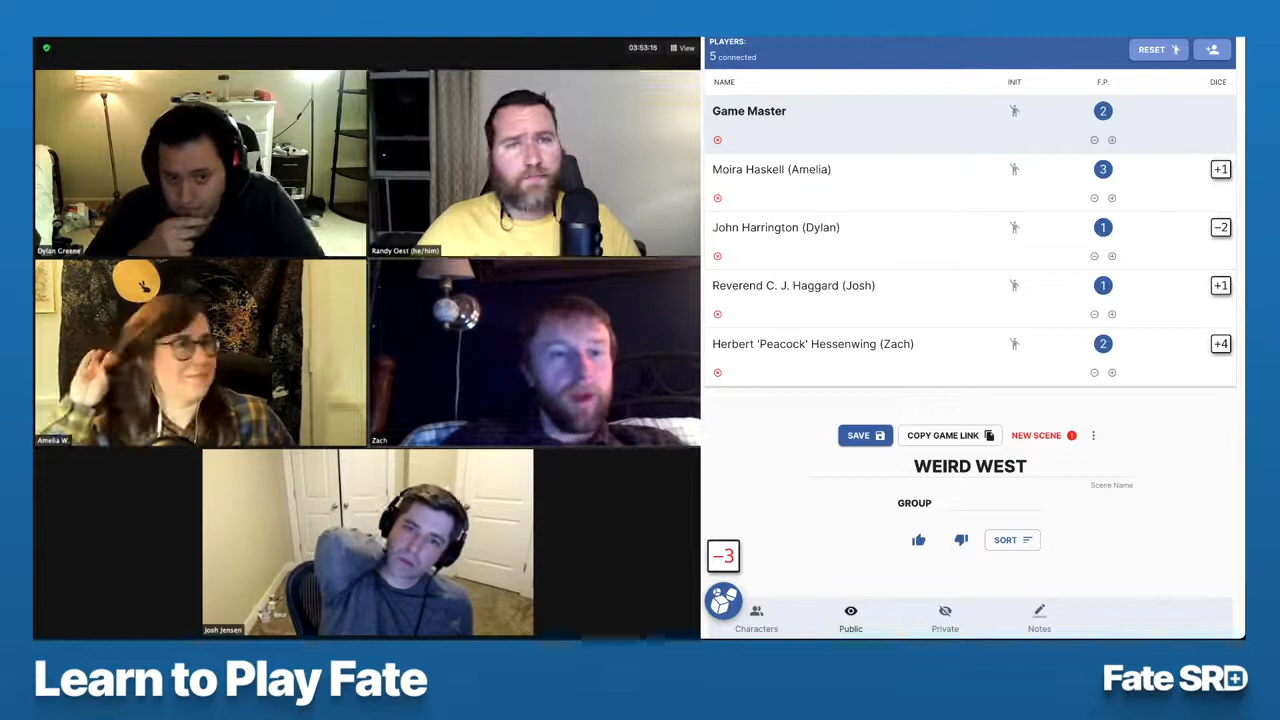 03:53:15 View
Dylan Greene
Randy Oest (he/him)
Amelia W.
Zach
Josh Jensen
PLAYERS:
5 connected
RESET
NAME INIT F.P. DICE
Game Master 2
Moira Haskell (Amelia) 3 +1
John Harrington (Dylan) 1 −2
Reverend C. J. Haggard (Josh) 1 +1
Herbert 'Peacock' Hessenwing (Zach) 2 +4
SAVE COPY GAME LINK NEW SCENE
WEIRD WEST
Scene Name
GROUP
SORT
−3
Characters Public Private Notes
Learn to Play Fate
Fate SRD